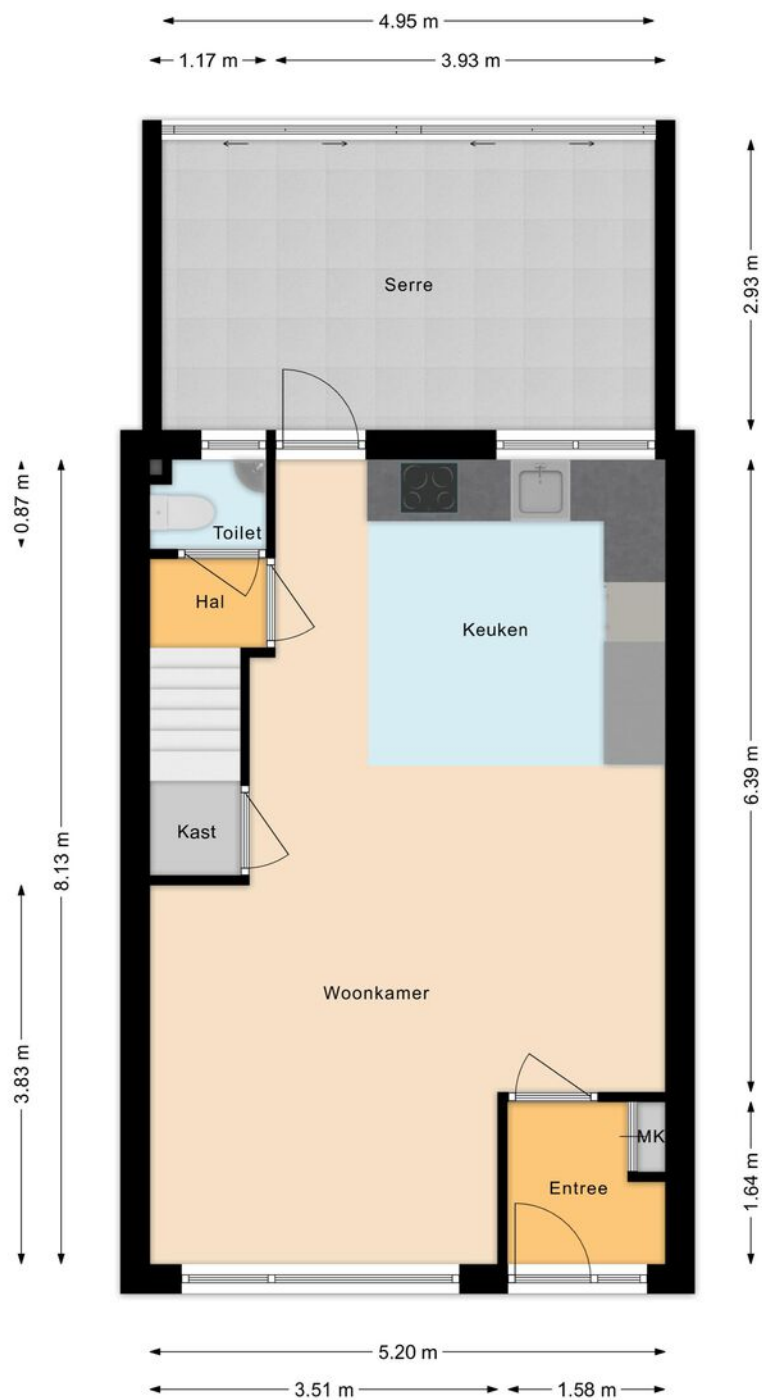 4.95 m
1.17 m
3.93 m
Serre
2.93 m
0.87 m
Toilet
Hal
Keuken
6.39 m
Kast
8.13 m
Woonkamer
3.83 m
MK
Entree
1.64 m
5.20 m
3.51 m
1.58 m